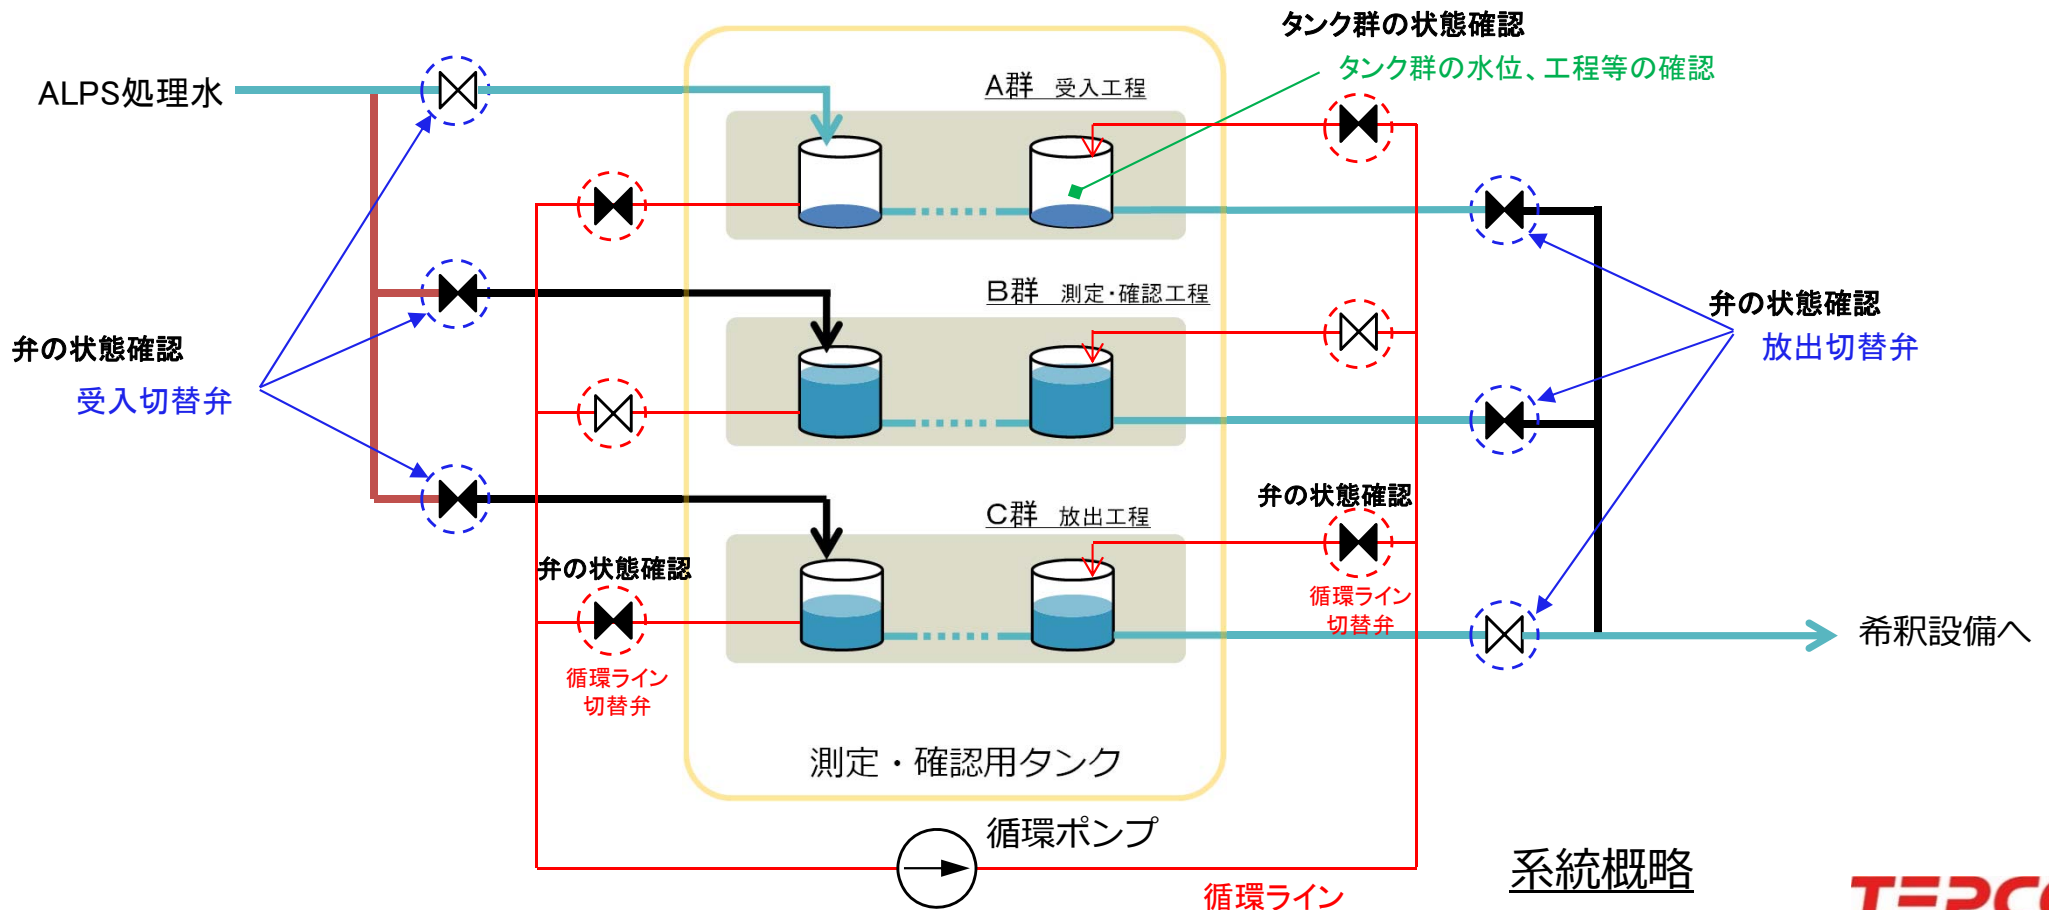 タンク群の状態確認
タンク群の水位、工程等の確認
ALPS処理水
A群 受入工程
B群 測定・確認工程
弁の状態確認
受入切替弁
弁の状態確認
放出切替弁
C群 放出工程
弁の状態確認
循環ライン
切替弁
弁の状態確認
循環ライン
切替弁
希釈設備へ
測定・確認用タンク
循環ポンプ
循環ライン
系統概略
TEPCO